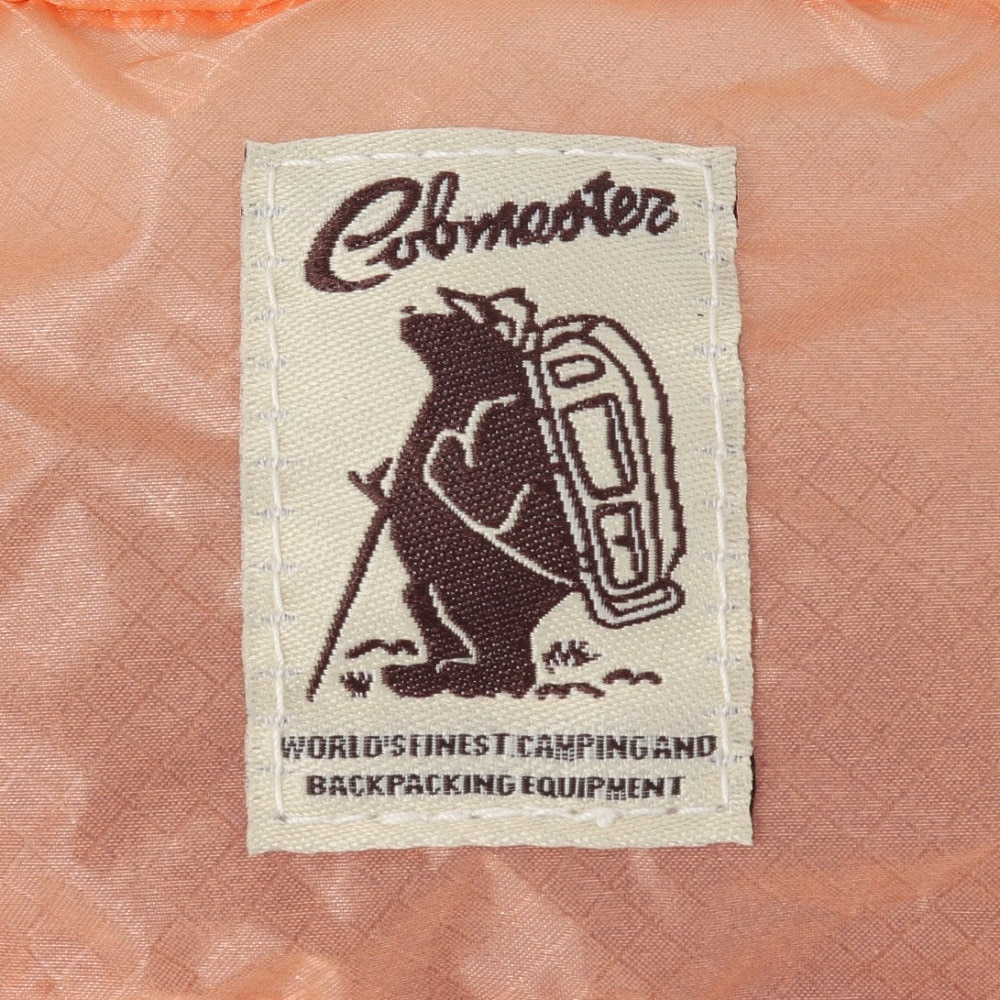 Cobmaster
WORLD'S FINEST CAMPING AND
BACKPACKING EQUIPMENT